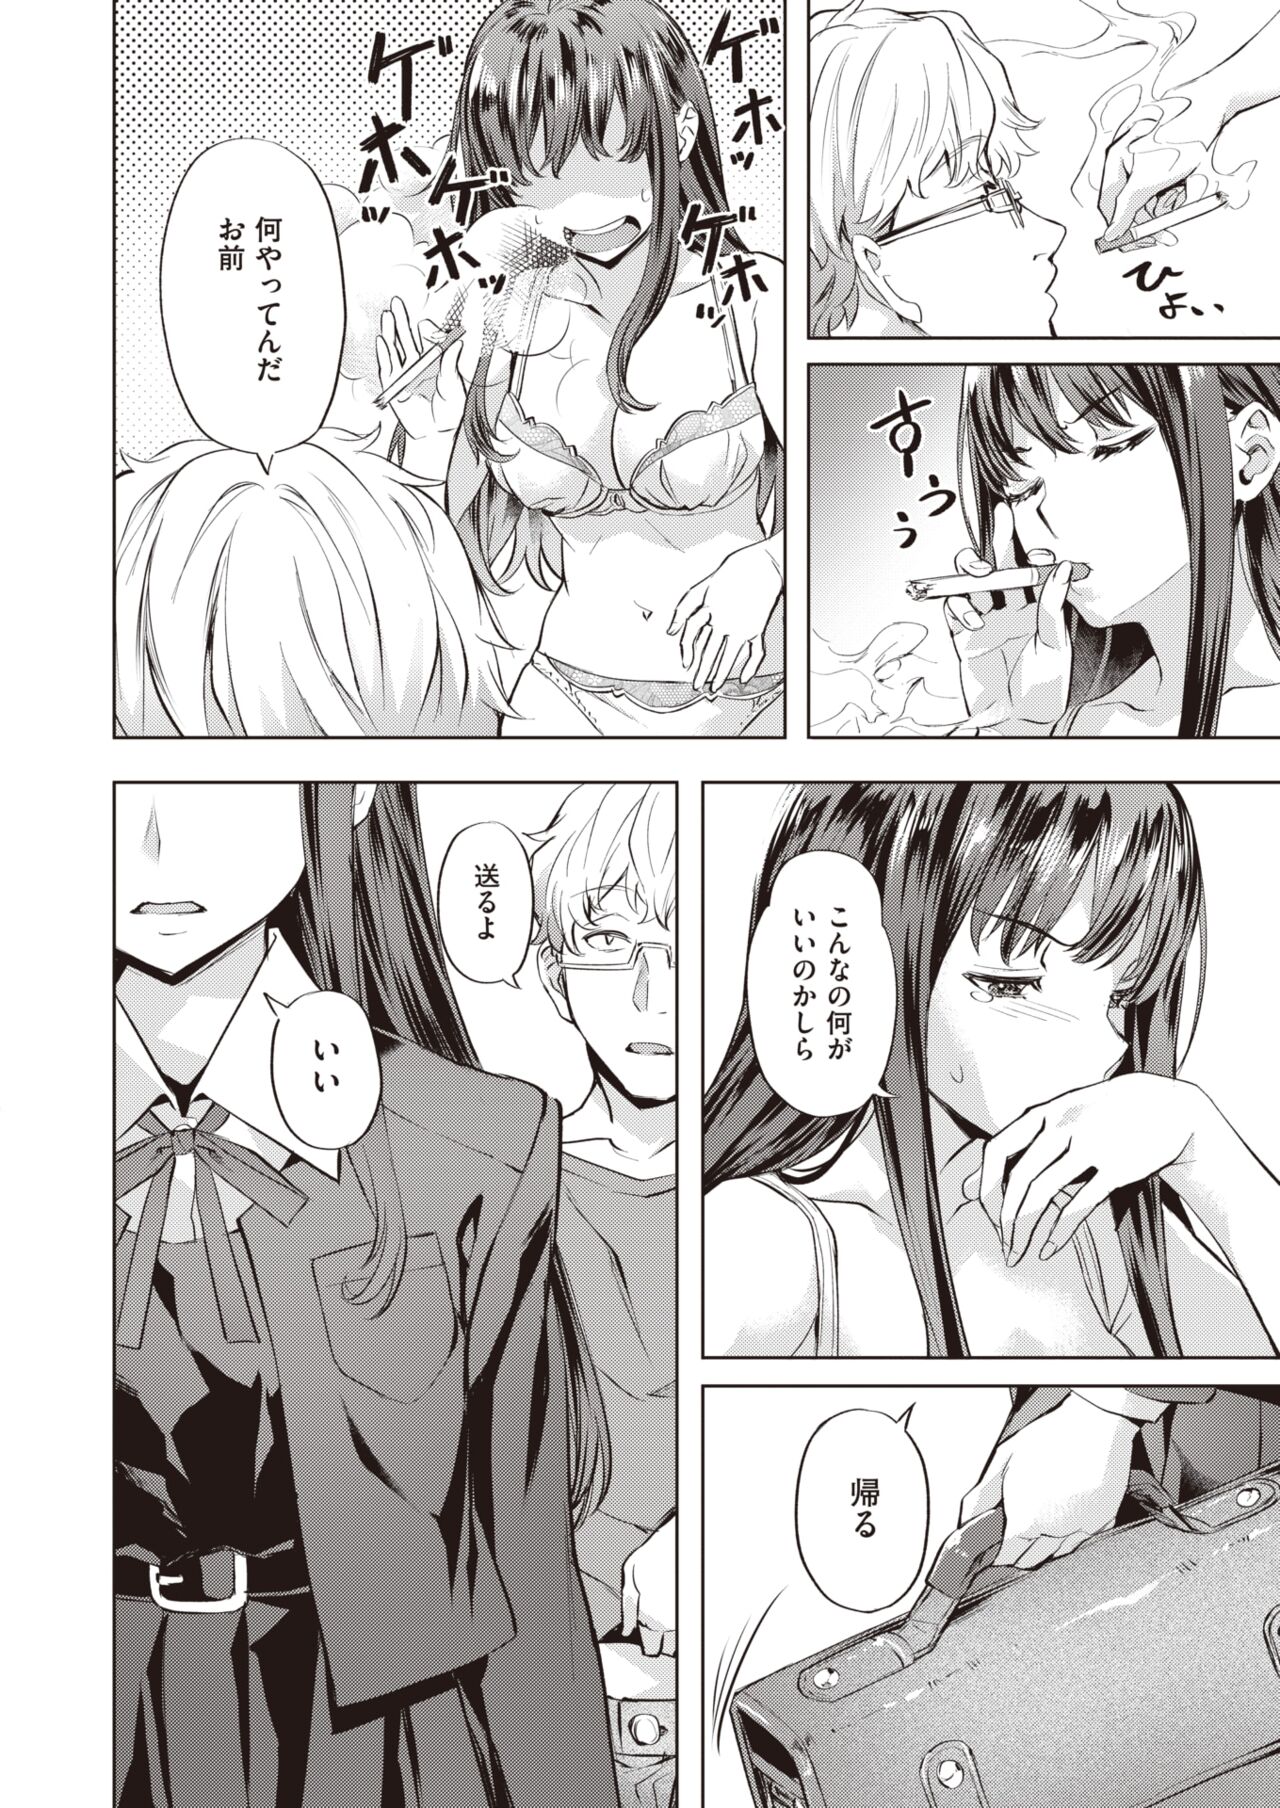 ひょい
すーぅぅ
ゲホッ
ゲホッ
ゲホ
ゲホ
何やってんだ
お前
こんなの何が
いいのかしら
帰る
送るよ
いい